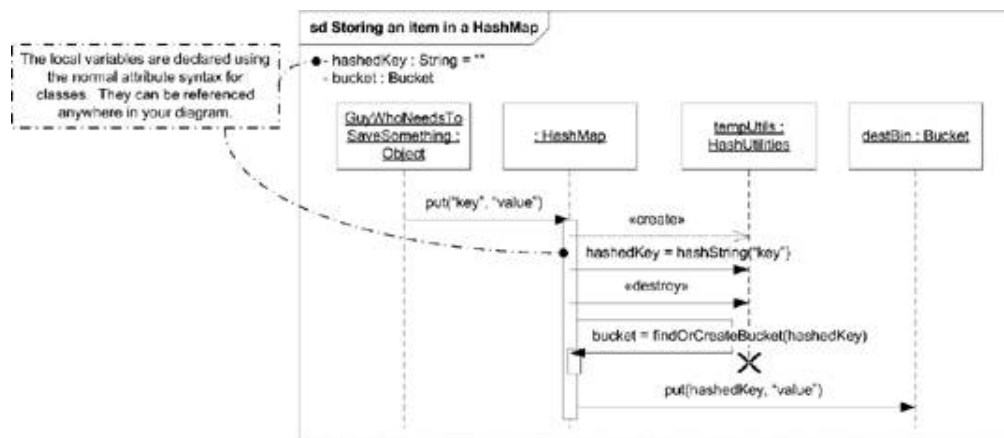 sd Storing an item in a HashMap
- hashedKey : String = ""
- bucket : Bucket
The local variables are declared using
the normal attribute syntax for
classes. They can be referenced
anywhere in your diagram.
GuyWhoNeedsTo
SaveSomething :
Object
: HashMap
tempUtils :
HashUtilities
destBin : Bucket
put("key", "value")
«create»
hashedKey = hashString("key")
«destroy»
bucket = findOrCreateBucket(hashedKey)
put(hashedKey, "value")